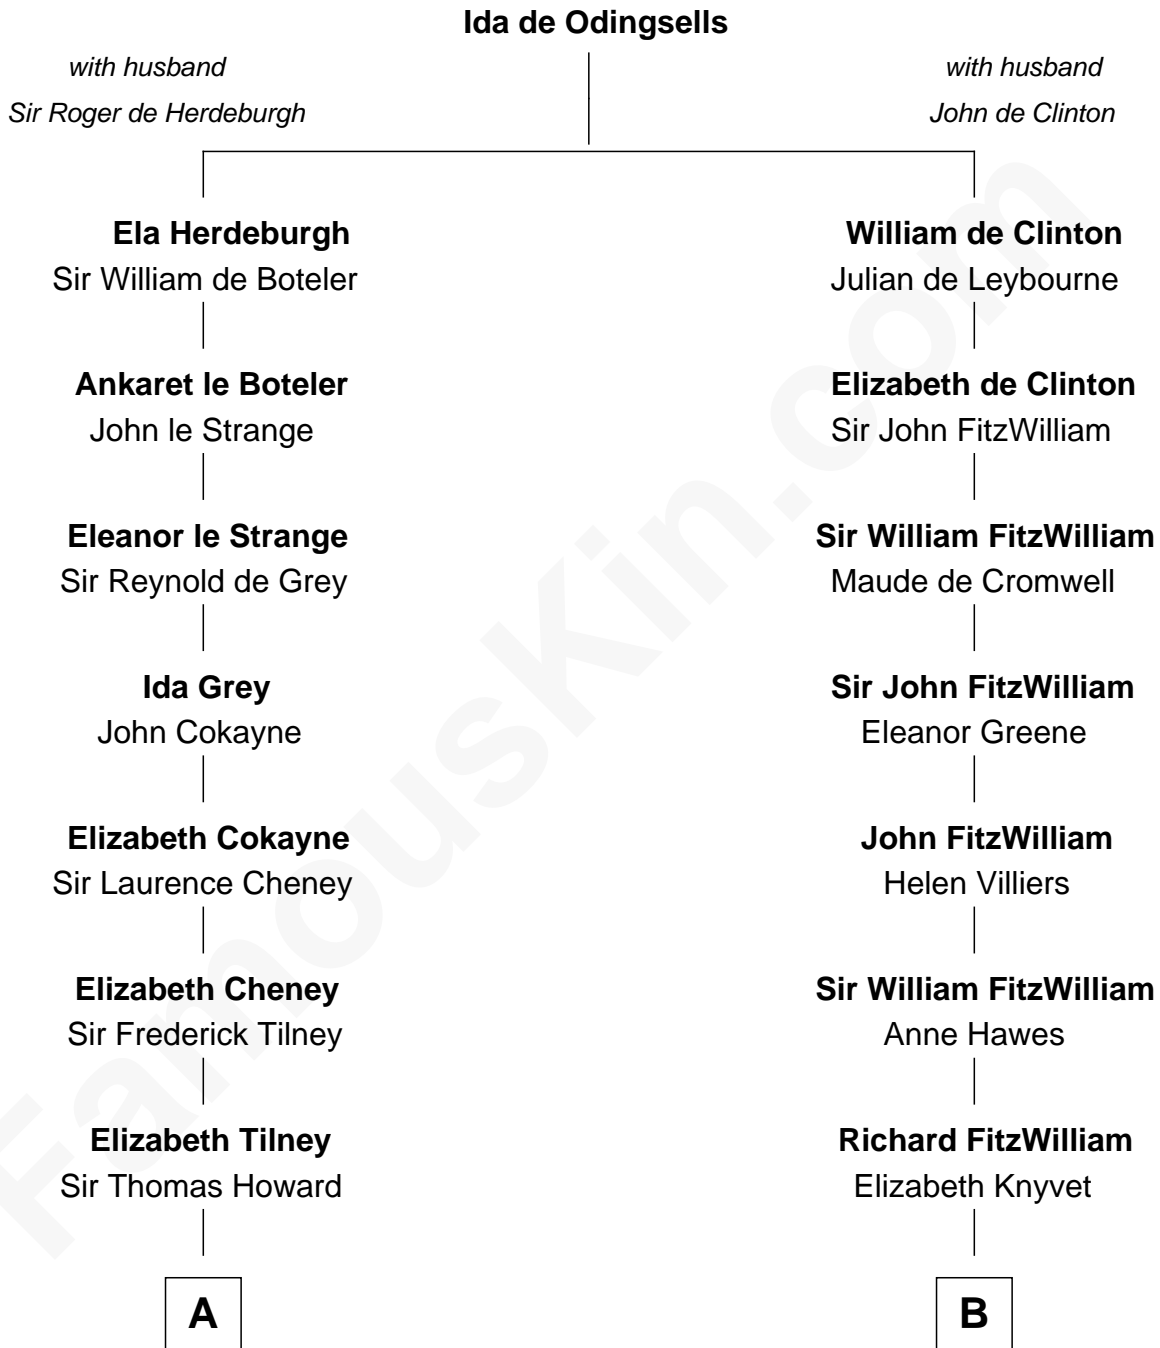 Ida de Odingsells
with husband
Sir Roger de Herdeburgh
with husband
John de Clinton
Ela Herdeburgh
Sir William de Boteler
William de Clinton
Julian de Leybourne
Ankaret le Boteler
John le Strange
Elizabeth de Clinton
Sir John FitzWilliam
Eleanor le Strange
Sir Reynold de Grey
Sir William FitzWilliam
Maude de Cromwell
Ida Grey
John Cokayne
Sir John FitzWilliam
Eleanor Greene
Elizabeth Cokayne
Sir Laurence Cheney
John FitzWilliam
Helen Villiers
Elizabeth Cheney
Sir Frederick Tilney
Sir William FitzWilliam
Anne Hawes
Elizabeth Tilney
Sir Thomas Howard
Richard FitzWilliam
Elizabeth Knyvet
A
B
FamousKin.com